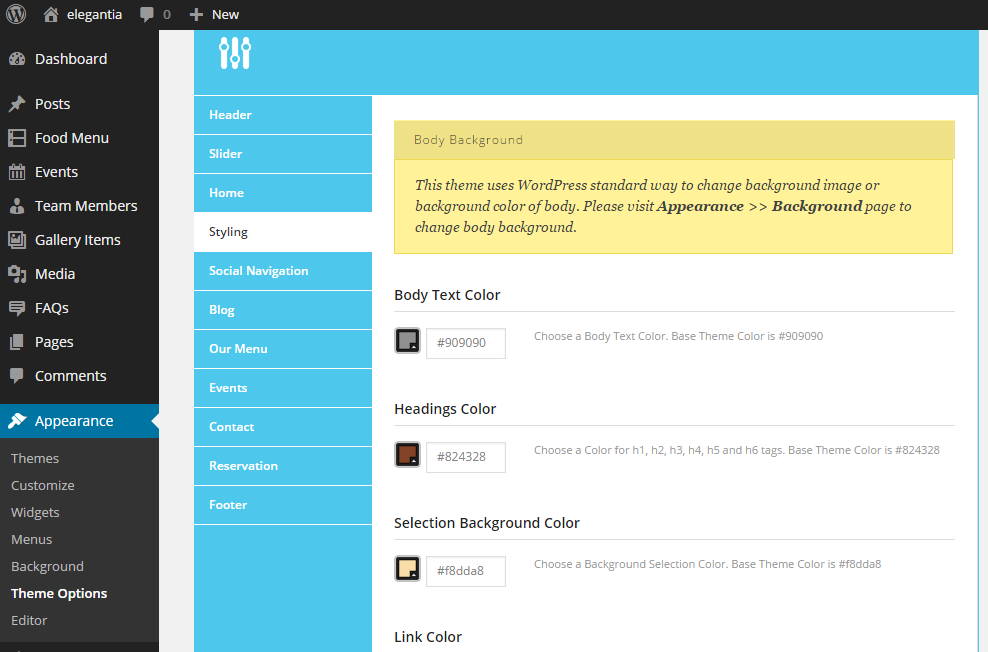 elegantia 0 New
Dashboard
Posts
Food Menu
Events
Team Members
Gallery Items
Media
FAQs
Pages
Comments
Appearance
Themes
Customize
Widgets
Menus
Background
Theme Options
Editor
Header
Slider
Home
Styling
Social Navigation
Blog
Our Menu
Events
Contact
Reservation
Footer
Body Background
This theme uses WordPress standard way to change background image or
background color of body. Please visit Appearance >> Background page to
change body background.
Body Text Color
#909090
Choose a Body Text Color. Base Theme Color is #909090
Headings Color
#824328
Choose a Color for h1, h2, h3, h4, h5 and h6 tags. Base Theme Color is #824328
Selection Background Color
#f8dda8
Choose a Background Selection Color. Base Theme Color is #f8dda8
Link Color